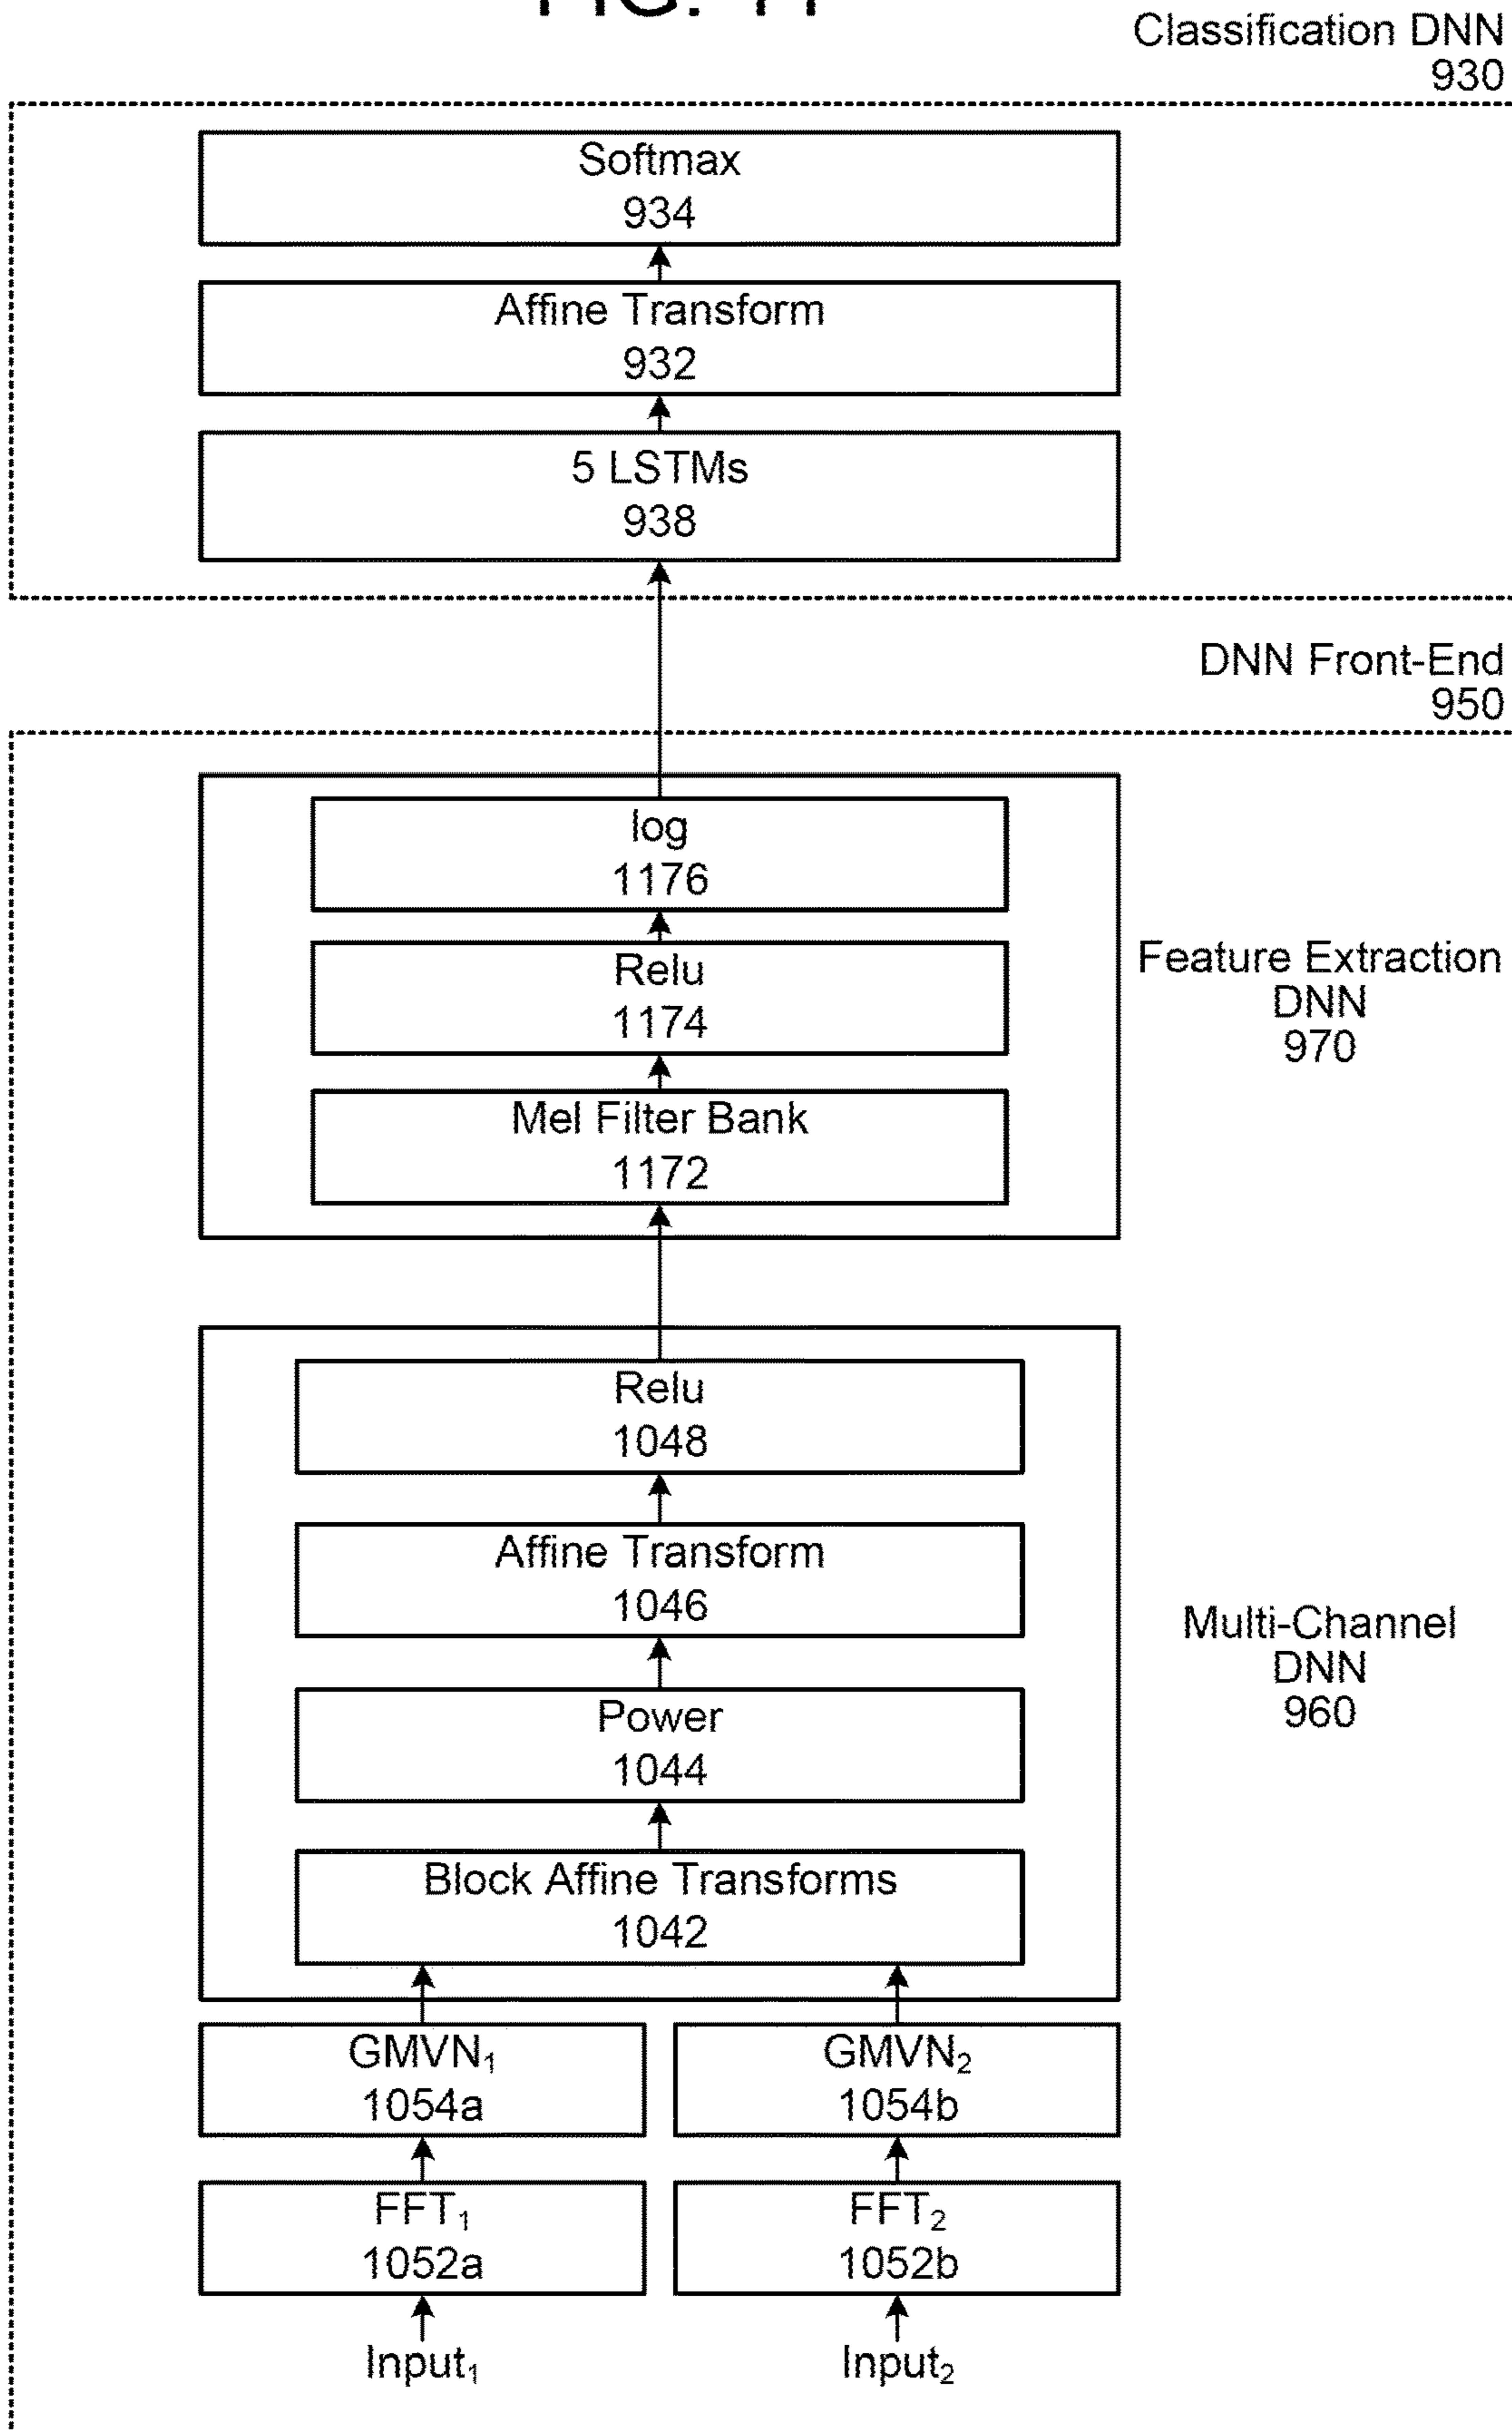 FIG. 11
Classification DNN
930
Softmax
934
Affine Transform
932
5 LSTMs
938
DNN Front-End
950
log
1176
Relu
1174
Mel Filter Bank
1172
Feature Extraction
DNN
970
Relu
1048
Affine Transform
1046
Power
1044
Block Affine Transforms
1042
Multi-Channel
DNN
960
GMVN₁
1054a
GMVN₂
1054b
FFT₁
1052a
FFT₂
1052b
Input₁
Input₂